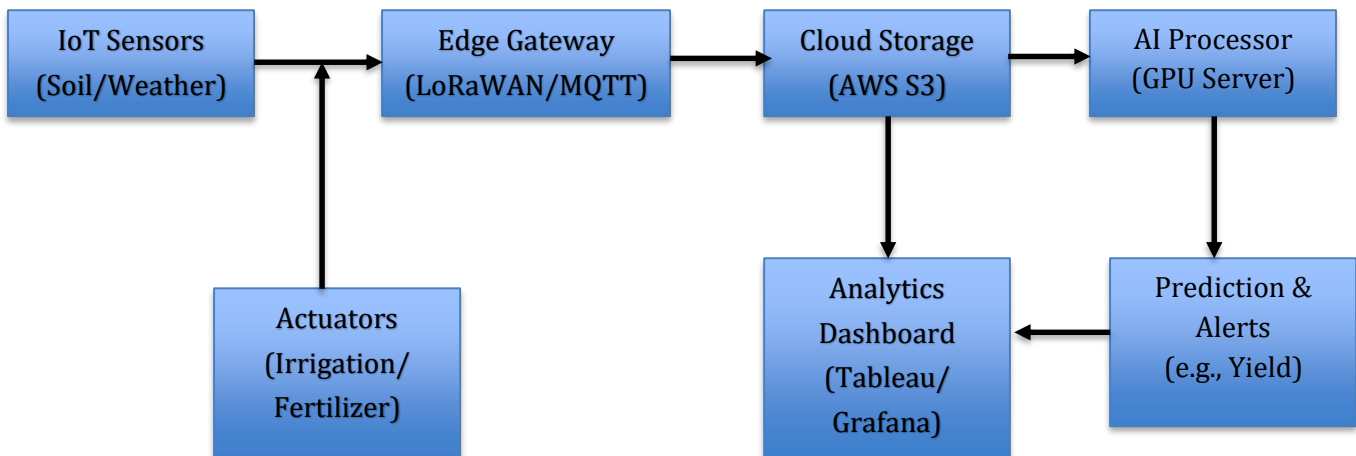 IoT Sensors
(Soil/Weather)
Edge Gateway
(LoRaWAN/MQTT)
Cloud Storage
(AWS S3)
AI Processor
(GPU Server)
Actuators
(Irrigation/
Fertilizer)
Analytics
Dashboard
(Tableau/
Grafana)
Prediction &
Alerts
(e.g., Yield)